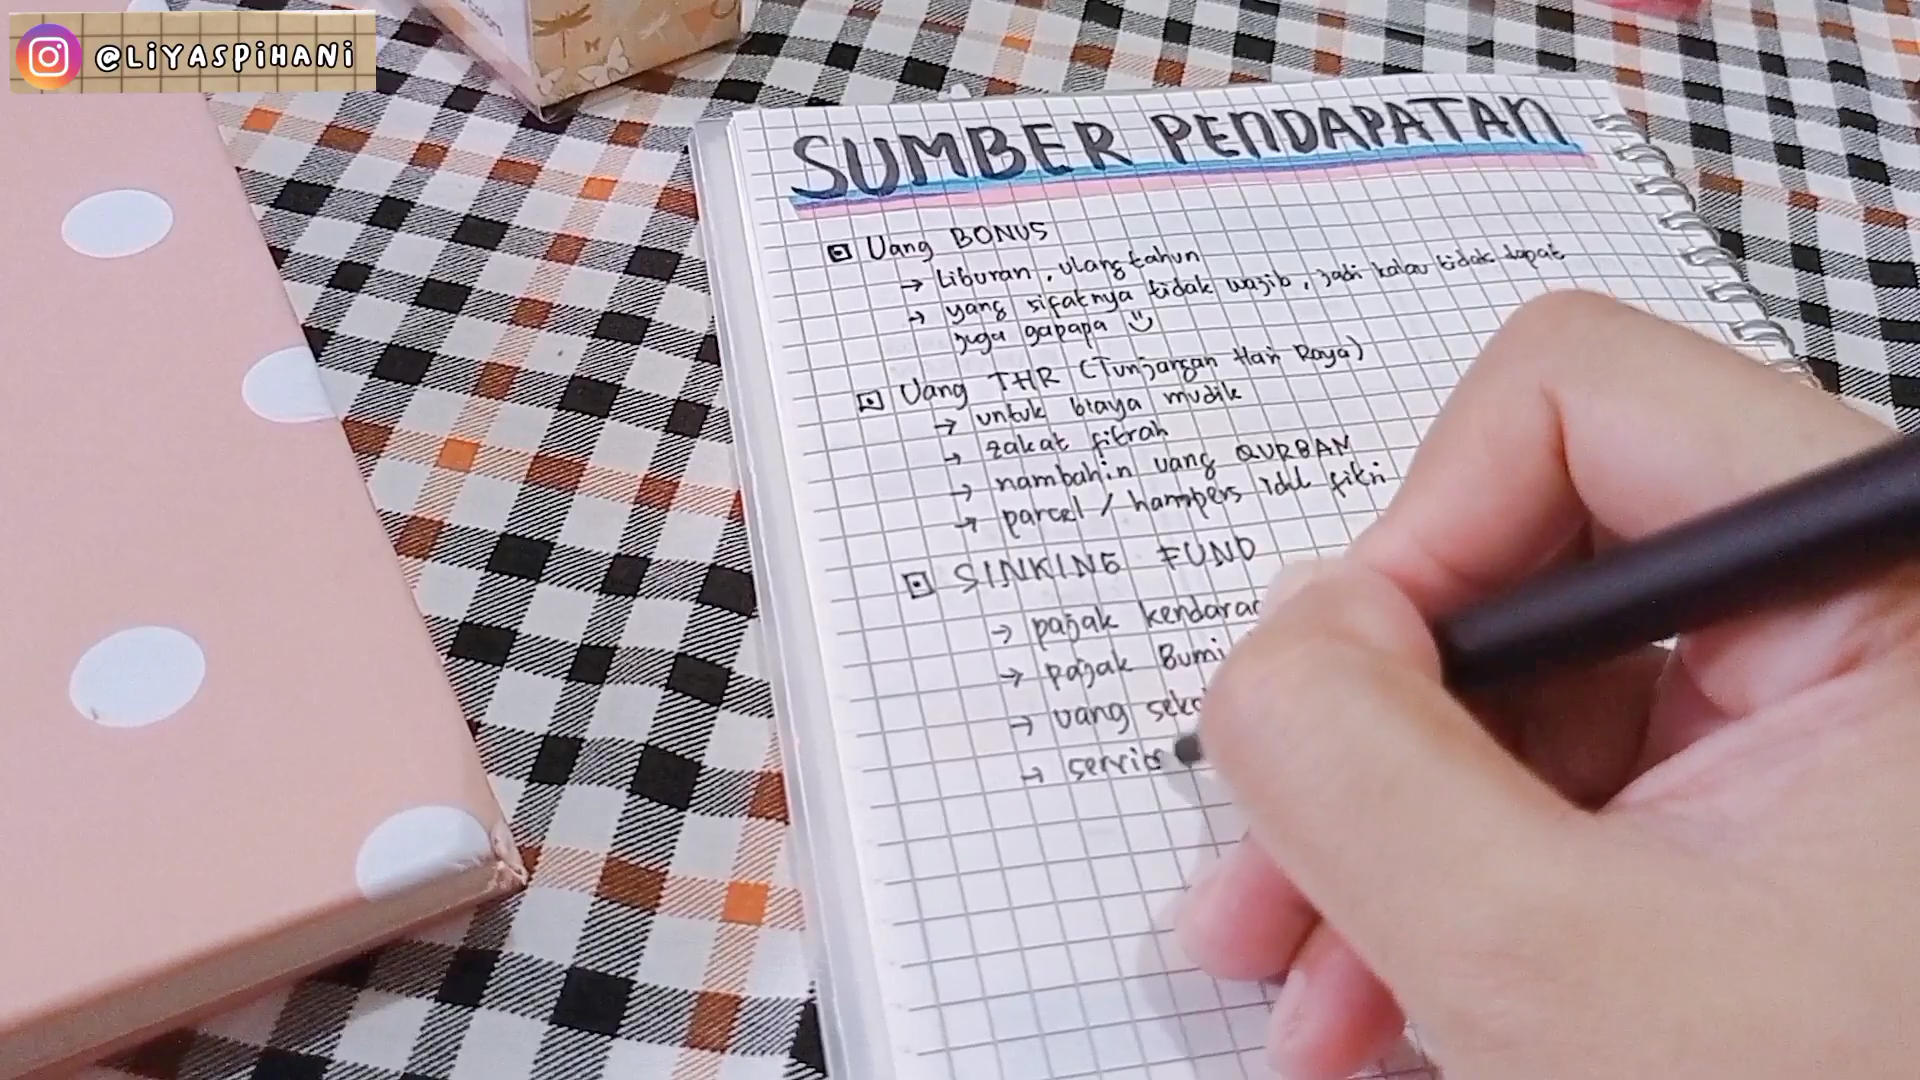 @LiYASPiHANi
SUMBER PENDAPATAN
Uang BONUS
→ Liburan, ulang tahun
→ yang sifatnya tidak wajib, jadi kalau tidak dapat
juga gapapa
Uang THR (Tunjangan Hari Raya)
→ untuk biaya mudik
→ zakat fitrah
→ nambahin uang QURBAN
→ parcel / hampers idul fitri
SINKING FUND
→ pajak
→ pajak Bumi
→ uang
→